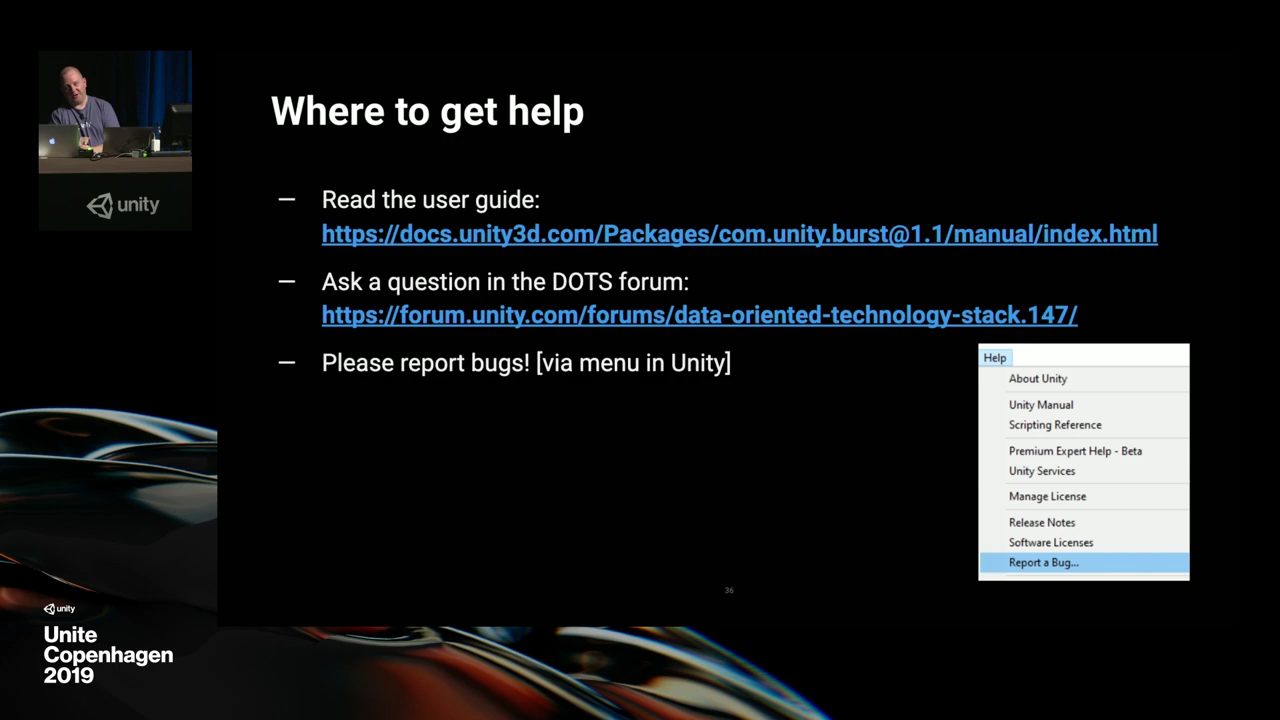 unity
Where to get help
— Read the user guide:
https://docs.unity3d.com/Packages/com.unity.burst@1.1/manual/index.html
— Ask a question in the DOTS forum:
https://forum.unity.com/forums/data-oriented-technology-stack.147/
— Please report bugs! [via menu in Unity]
Help
About Unity
Unity Manual
Scripting Reference
Premium Expert Help - Beta
Unity Services
Manage License
Release Notes
Software Licenses
Report a Bug...
36
unity
Unite
Copenhagen
2019